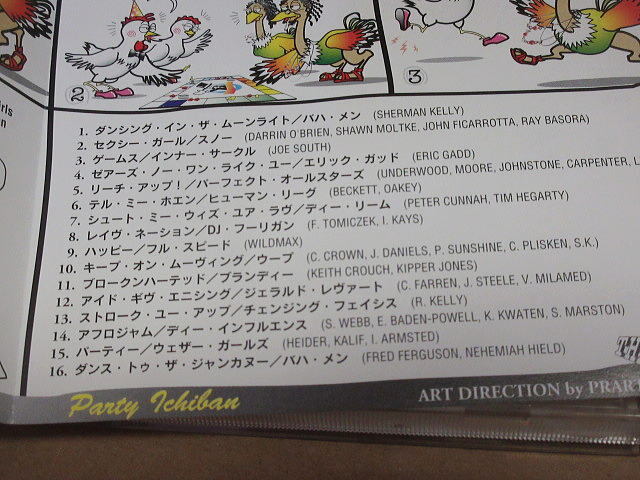 ②
③
1. ダンシング・イン・ザ・ムーンライト／バハ・メン (SHERMAN KELLY)
2. セクシー・ガール／スノー (DARRIN O'BRIEN, SHAWN MOLTKE, JOHN FICARROTTA, RAY BASORA)
3. ゲームス／インナー・サークル (JOE SOUTH)
4. ゼアーズ・ノー・ワン・ライク・ユー／エリック・ガッド (ERIC GADD)
5. リーチ・アップ！／パーフェクト・オールスターズ (UNDERWOOD, MOORE, JOHNSTONE, CARPENTER,
6. テル・ミー・ホエン／ヒューマン・リーグ (BECKETT, OAKEY)
7. シュート・ミー・ウィズ・ユア・ラヴ／ディー・リーム (PETER CUNNAH, TIM HEGARTY)
8. レイヴ・ネーション／DJ・フーリガン (F. TOMICZEK, I. KAYS)
9. ハッピー／フル・スピード (WILDMAX)
10. キープ・オン・ムーヴィング／ウープ (C. CROWN, J. DANIELS, P. SUNSHINE, C. PLISKEN, S.K.)
11. ブロークンハーテッド／ブランディー (KEITH CROUCH, KIPPER JONES)
12. アイド・ギヴ・エニシング／ジェラルド・レヴァート (C. FARREN, J. STEELE, V. MILAMED)
13. ストローク・ユー・アップ／チェンジング・フェイシス (R. KELLY)
14. アフロジャム／ディー・インフルエンス (S. WEBB, E. BADEN-POWELL, K. KWATEN, S. MARSTON)
15. パーティー／ウェザー・ガールズ (HEIDER, KALIF, I. ARMSTED)
16. ダンス・トゥ・ザ・ジャンカヌー／バハ・メン (FRED FERGUSON, NEHEMIAH HIELD)
Party Ichiban
ART DIRECTION by PRAR